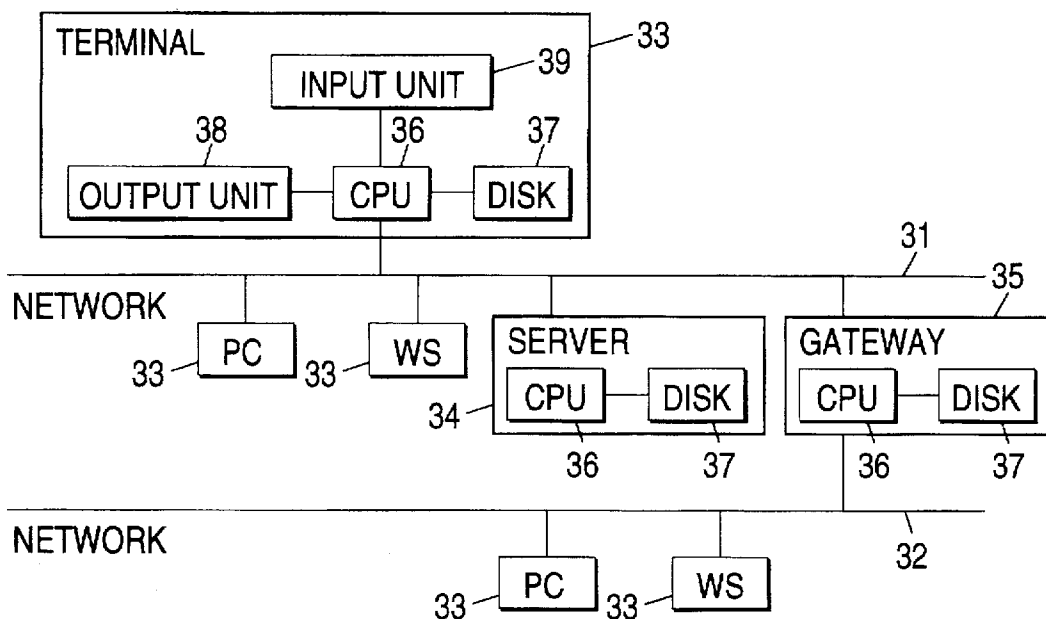 TERMINAL
33
INPUT UNIT
39
38
36
37
OUTPUT UNIT
CPU
DISK
31
NETWORK
35
PC
WS
SERVER
GATEWAY
33
33
CPU
DISK
CPU
DISK
34
36
37
36
37
NETWORK
32
PC
WS
33
33